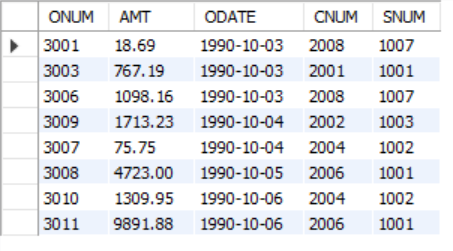 ONUM AMT ODATE CNUM SNUM
3001 18.69 1990-10-03 2008 1007
3003 767.19 1990-10-03 2001 1001
3006 1098.16 1990-10-03 2008 1007
3009 1713.23 1990-10-04 2002 1003
3007 75.75 1990-10-04 2004 1002
3008 4723.00 1990-10-05 2006 1001
3010 1309.95 1990-10-06 2004 1002
3011 9891.88 1990-10-06 2006 1001